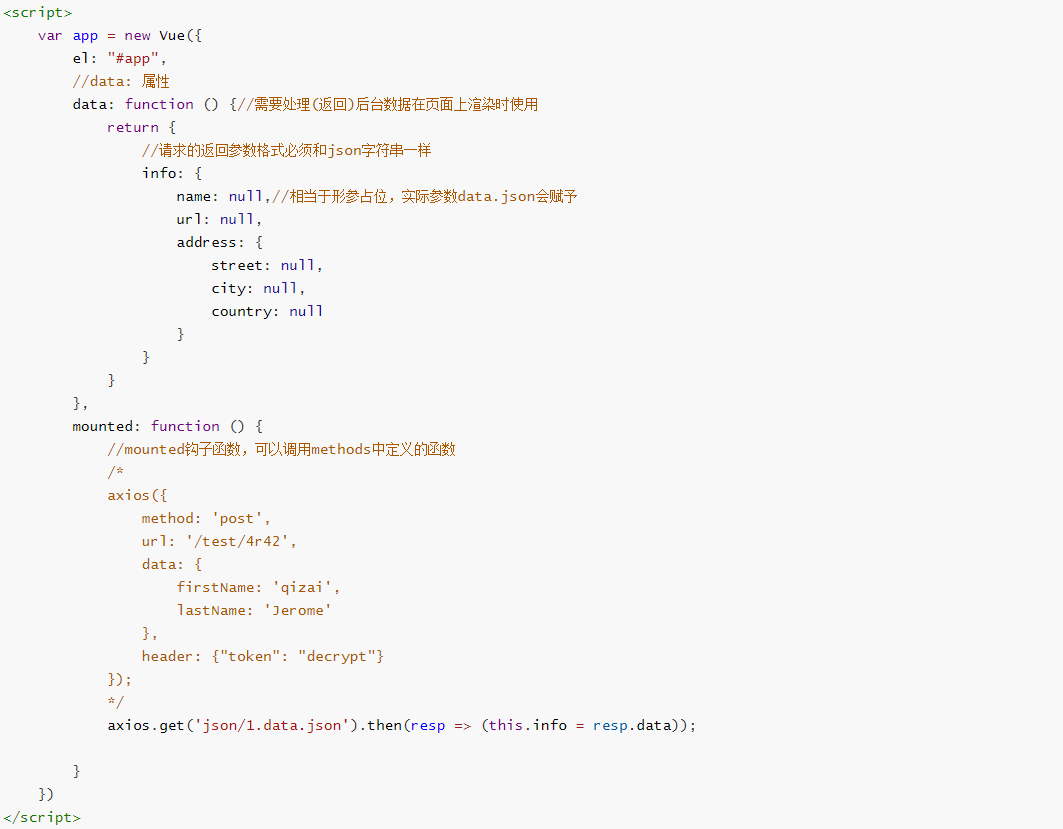 <script>
    var app = new Vue({
        el: "#app",
        //data: 属性
        data: function () {//需要处理(返回)后台数据在页面上渲染时使用
            return {
                //请求的返回参数格式必须和json字符串一样
                info: {
                    name: null,//相当于形参占位，实际参数data.json会赋予
                    url: null,
                    address: {
                        street: null,
                        city: null,
                        country: null
                    }
                }
            }
        },
        mounted: function () {
            //mounted钩子函数，可以调用methods中定义的函数
            /*
            axios({
                method: 'post',
                url: '/test/4r42',
                data: {
                    firstName: 'qizai',
                    lastName: 'Jerome'
                },
                header: {"token": "decrypt"}
            });
            */
            axios.get('json/1.data.json').then(resp => (this.info = resp.data));

        }
    })
</script>